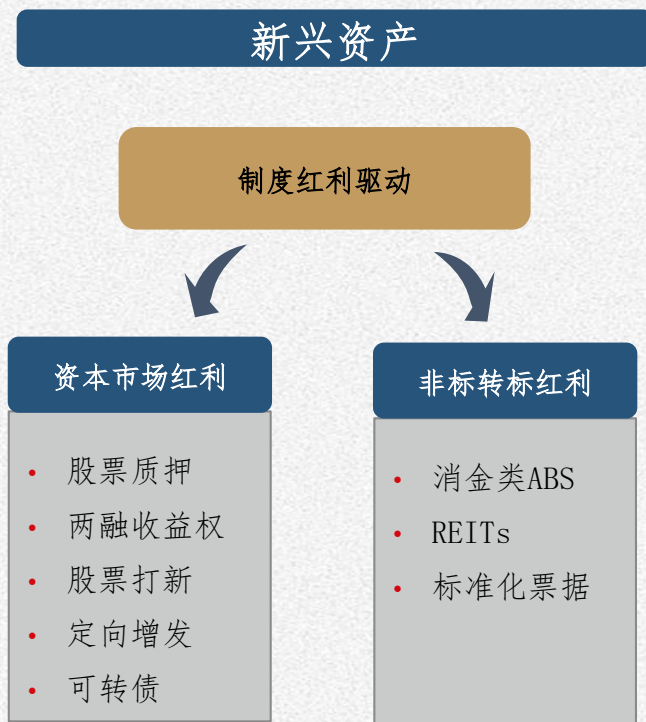 新兴资产
制度红利驱动
资本市场红利
• 股票质押
• 两融收益权
• 股票打新
• 定向增发
• 可转债
非标转标红利
• 消金类ABS
• REITs
• 标准化票据